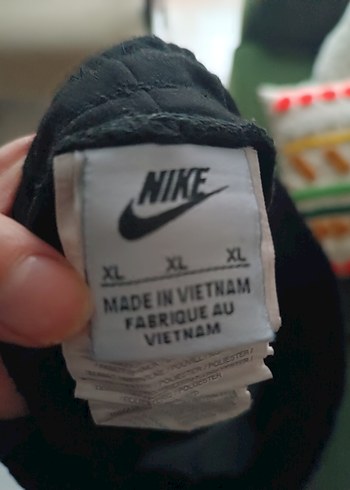 NIKE
XL XL XL
MADE IN VIETNAM
FABRIQUE AU
VIETNAM